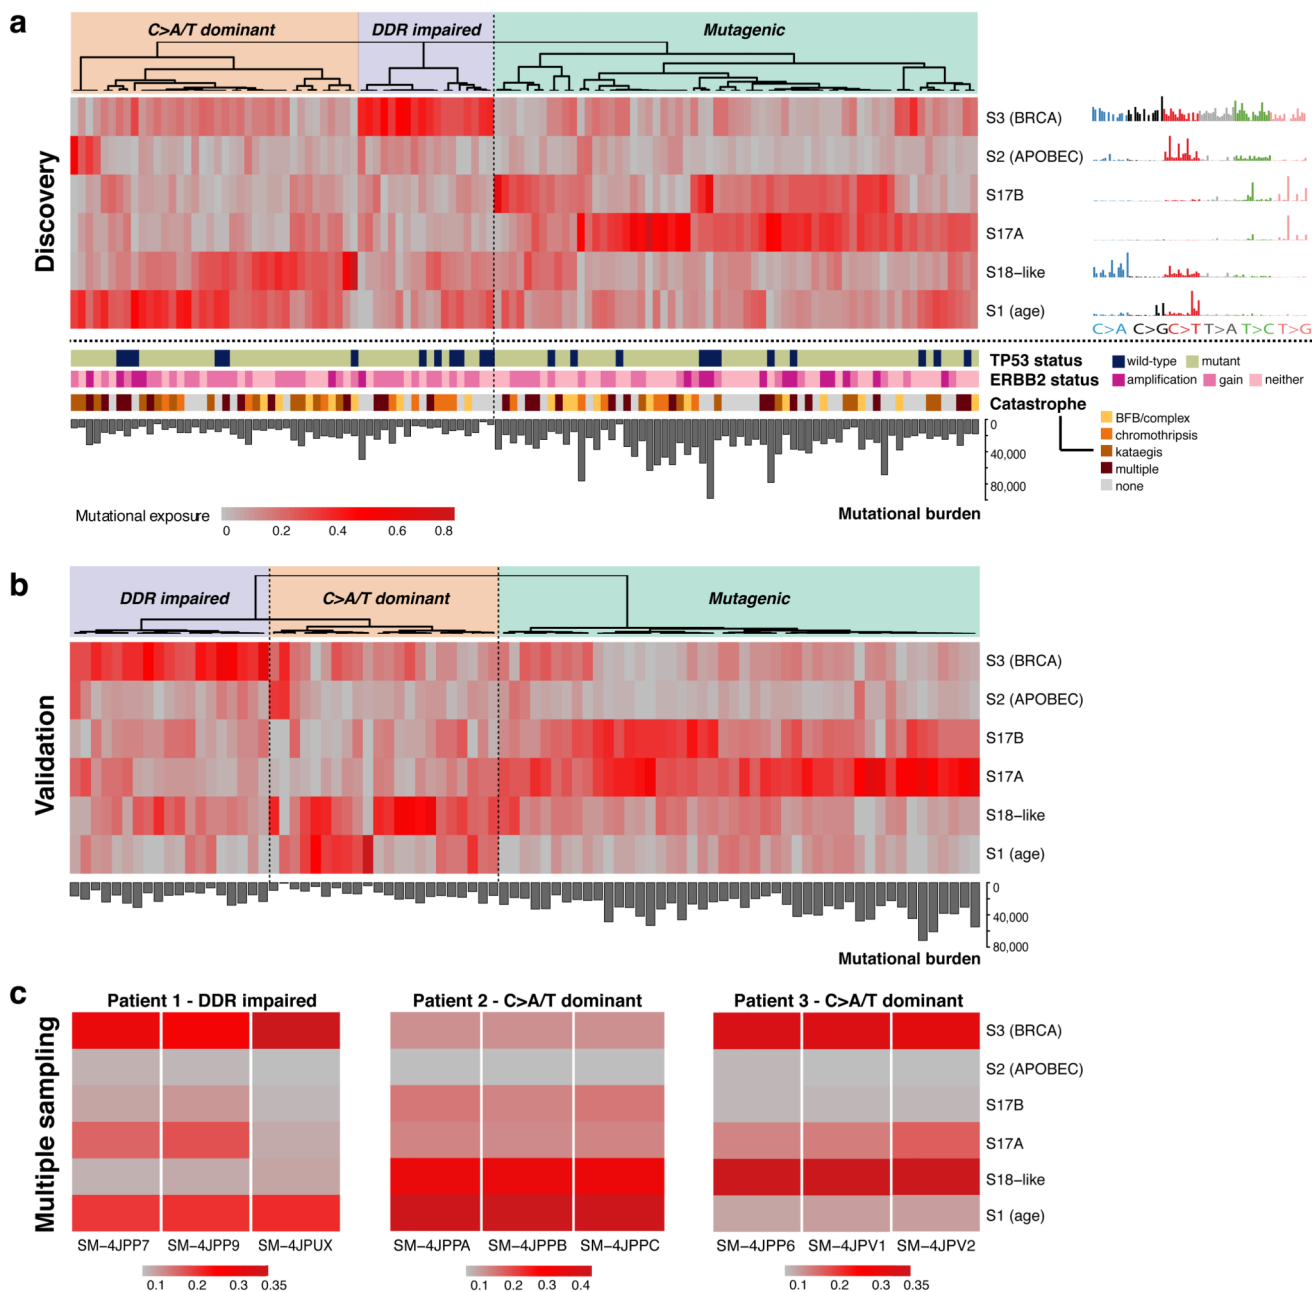 a
C>A/T dominant
DDR impaired
Mutagenic
Discovery
S3 (BRCA)
S2 (APOBEC)
S17B
S17A
S18-like
S1 (age)
C>A C>G C>T T>A T>C T>G
TP53 status
wild-type
mutant
ERBB2 status
amplification
gain
neither
Catastrophe
BFB/complex
chromothripsis
kataegis
multiple
none
0
40,000
80,000
Mutational burden
Mutational exposure
0 0.2 0.4 0.6 0.8
b
DDR impaired
C>A/T dominant
Mutagenic
Validation
S3 (BRCA)
S2 (APOBEC)
S17B
S17A
S18-like
S1 (age)
0
40,000
80,000
Mutational burden
c
Multiple sampling
Patient 1 - DDR impaired
Patient 2 - C>A/T dominant
Patient 3 - C>A/T dominant
S3 (BRCA)
S2 (APOBEC)
S17B
S17A
S18-like
S1 (age)
SM-4JPP7 SM-4JPP9 SM-4JPUX
SM-4JPPA SM-4JPPB SM-4JPPC
SM-4JPP6 SM-4JPV1 SM-4JPV2
0.1 0.2 0.3 0.35
0.1 0.2 0.3 0.4
0.1 0.2 0.3 0.35